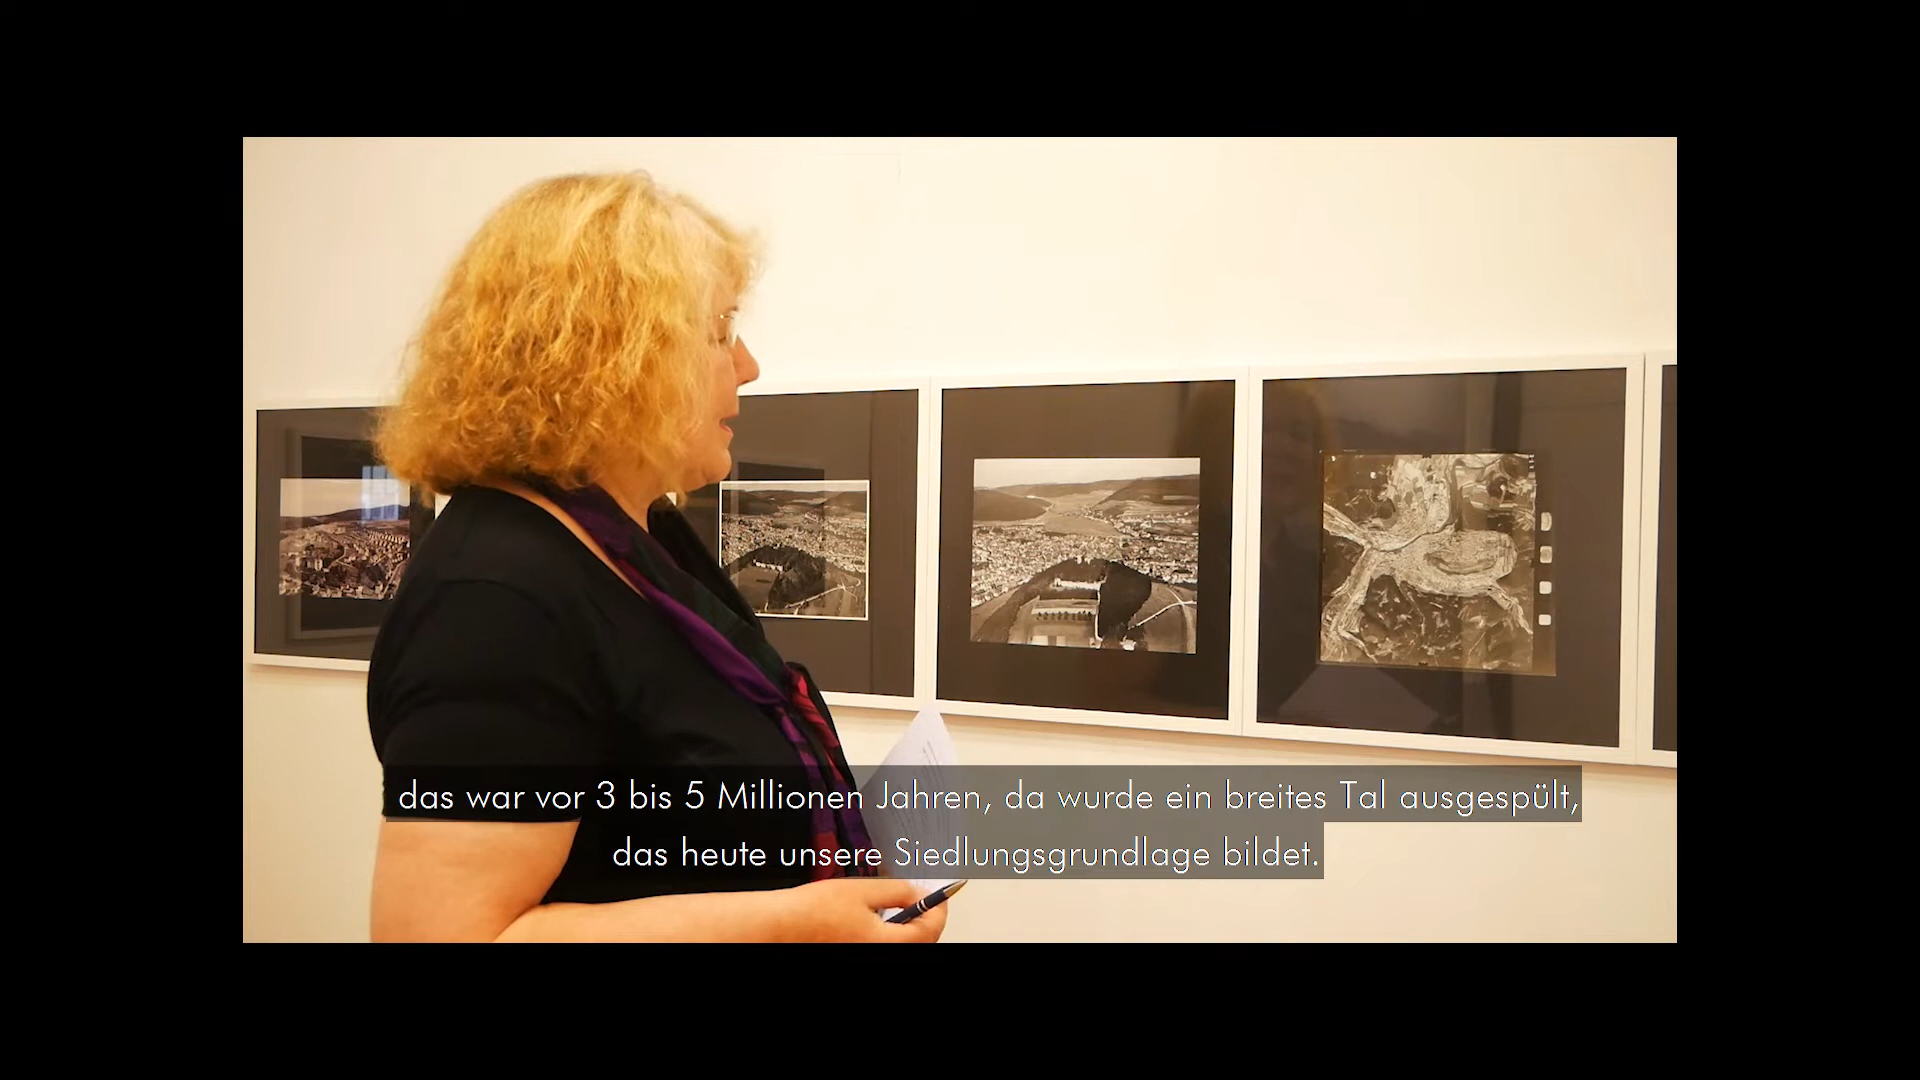 das war vor 3 bis 5 Millionen Jahren, da wurde ein breites Tal ausgespült,
das heute unsere Siedlungsgrundlage bildet.